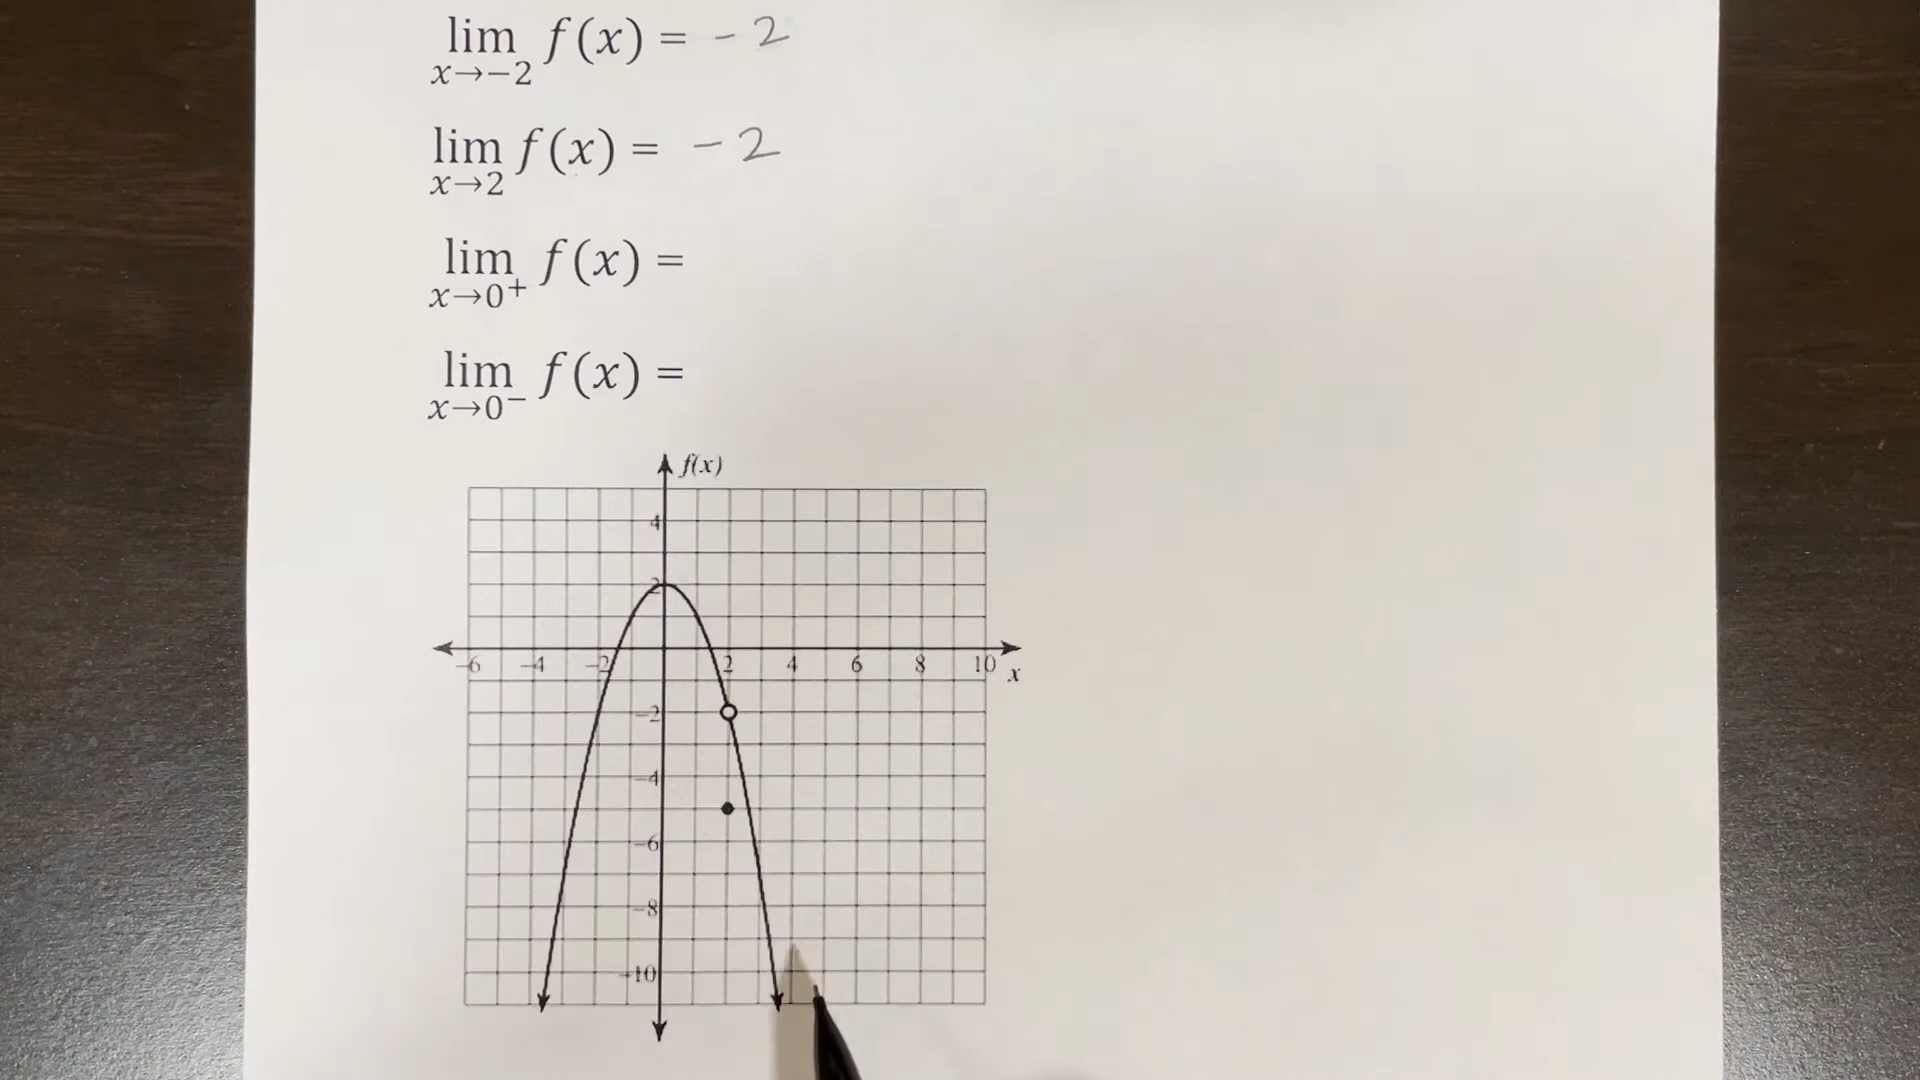 lim f(x) = -2
x→-2
lim f(x) = -2
x→2
lim f(x) =
x→0⁺
lim f(x) =
x→0⁻
f(x)
4
2
-6 -4 -2 2 4 6 8 10 x
-2
-4
-6
-8
-10